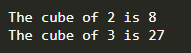 The cube of 2 is 8
The cube of 3 is 27